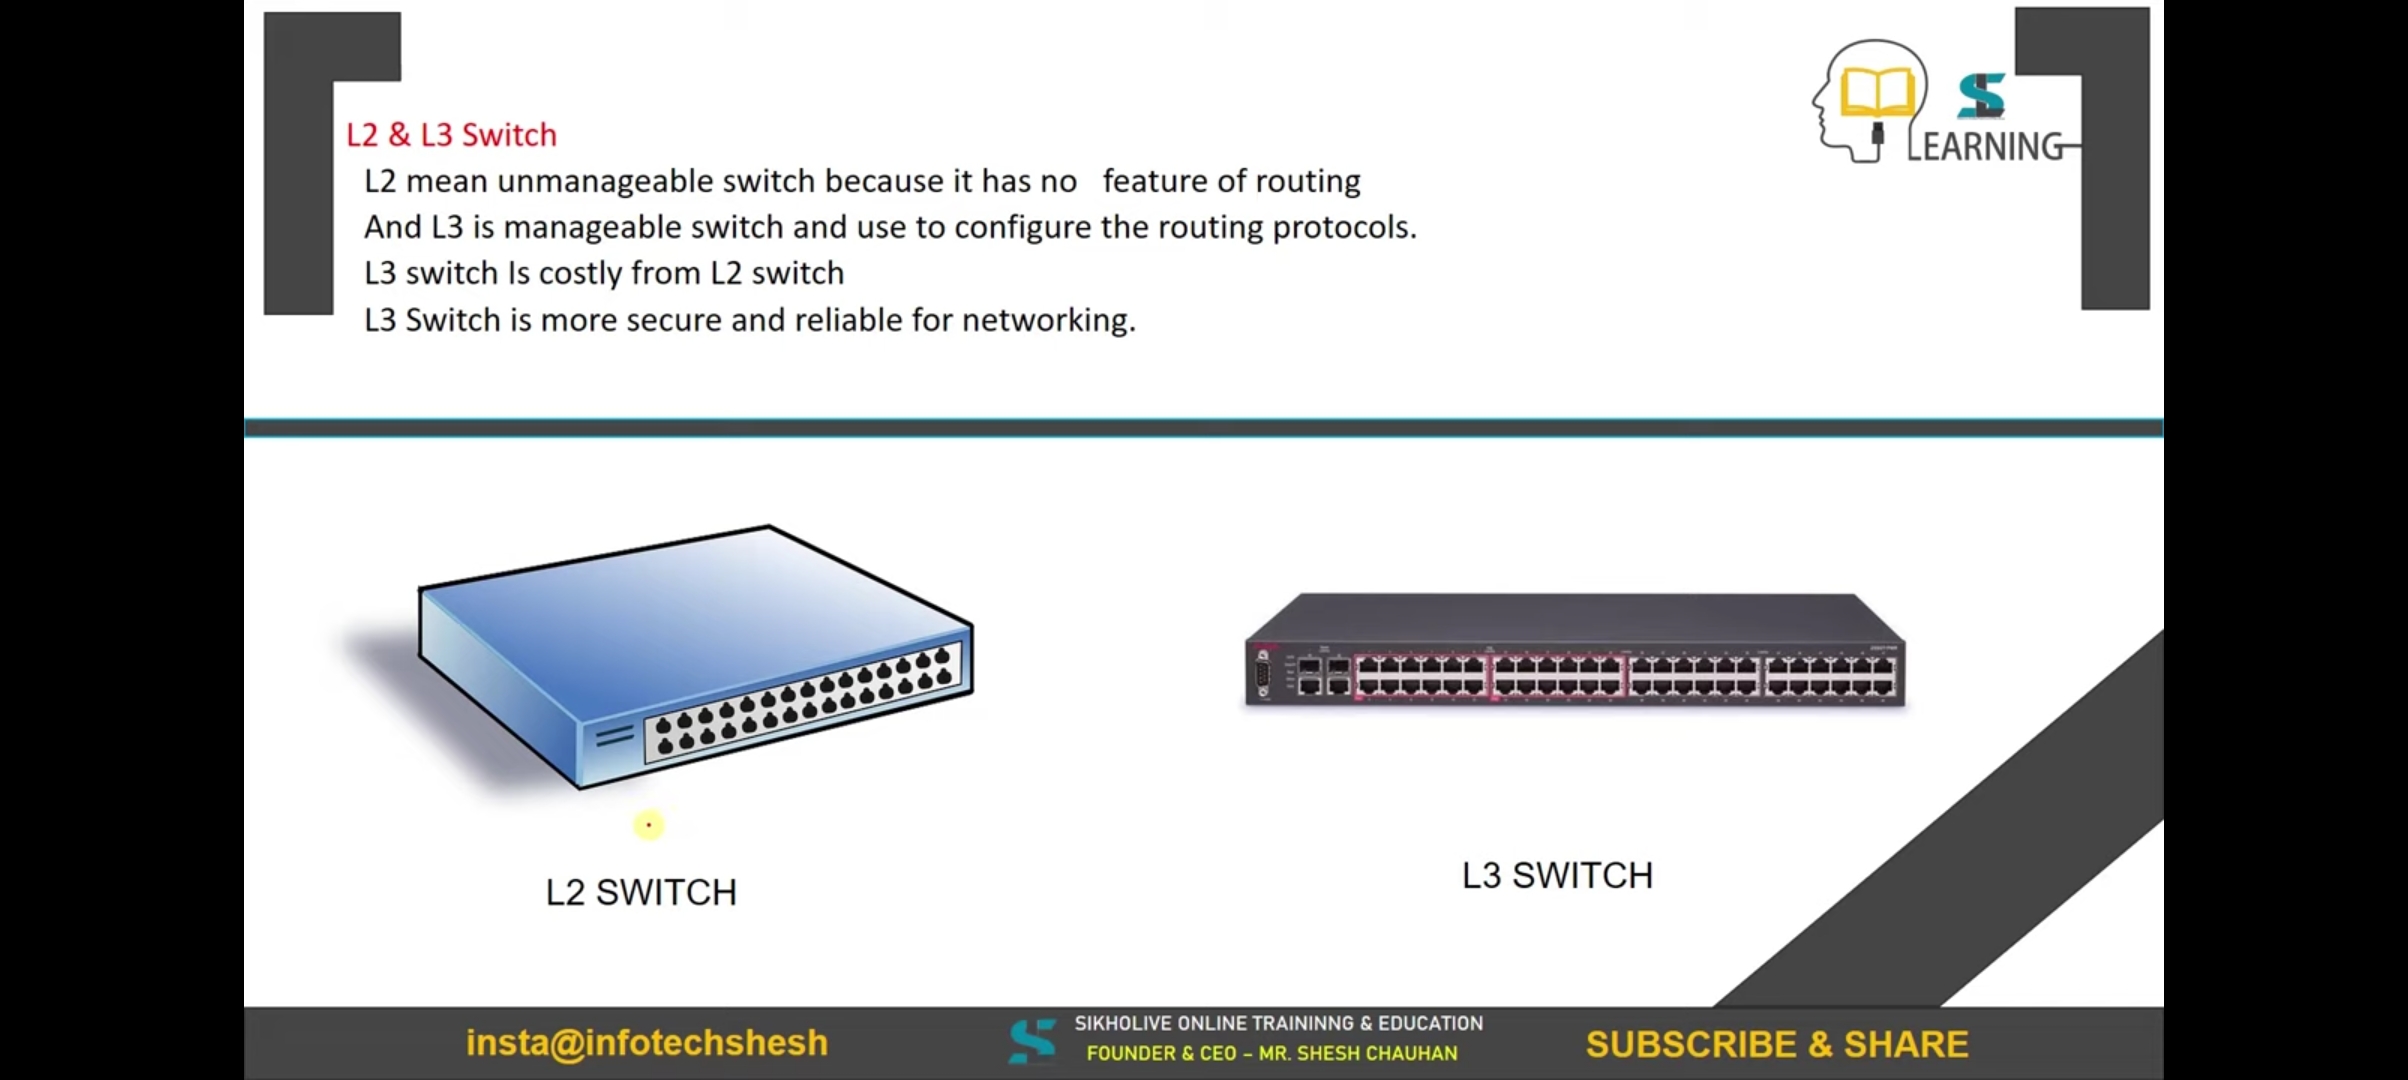 L2 & L3 Switch
L2 mean unmanageable switch because it has no feature of routing
And L3 is manageable switch and use to configure the routing protocols.
L3 switch Is costly from L2 switch
L3 Switch is more secure and reliable for networking.
SL
LEARNING
L2 SWITCH
L3 SWITCH
insta@infotechshesh
SIKHOLIVE ONLINE TRAININNG & EDUCATION
FOUNDER & CEO – MR. SHESH CHAUHAN
SUBSCRIBE & SHARE